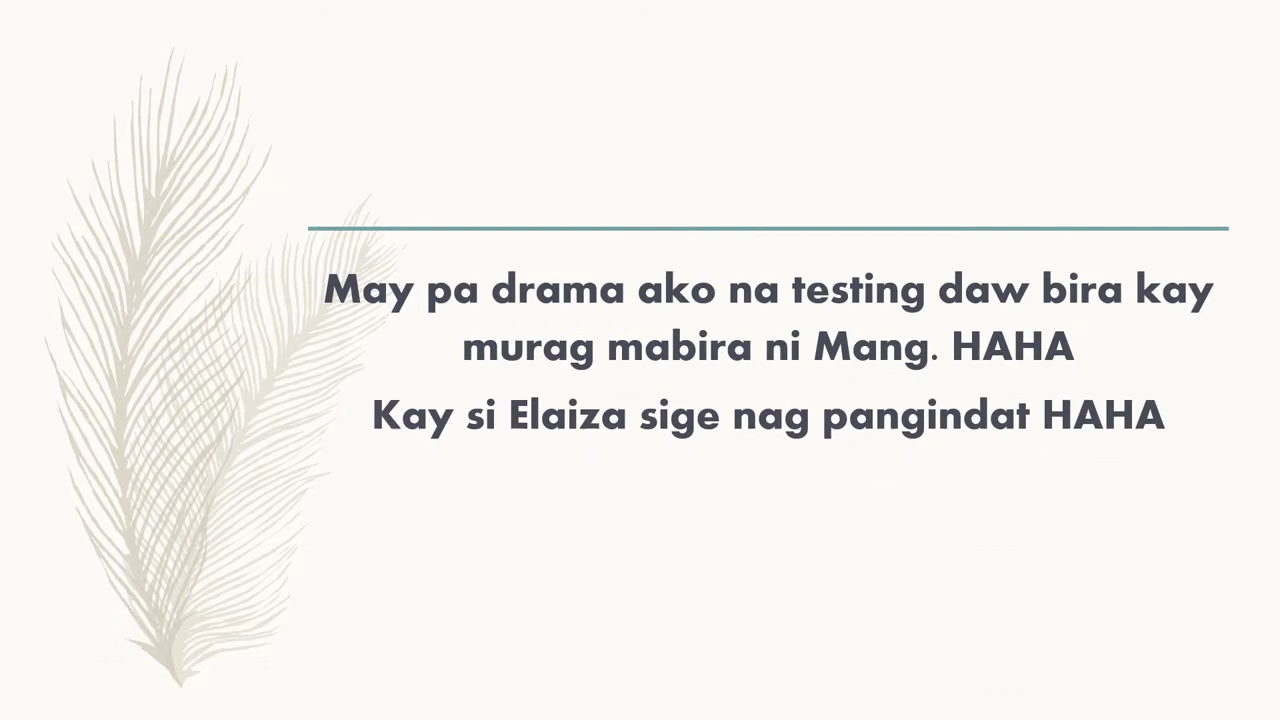 May pa drama ako na testing daw bira kay
murag mabira ni Mang. HAHA
Kay si Elaiza sige nag pangindat HAHA